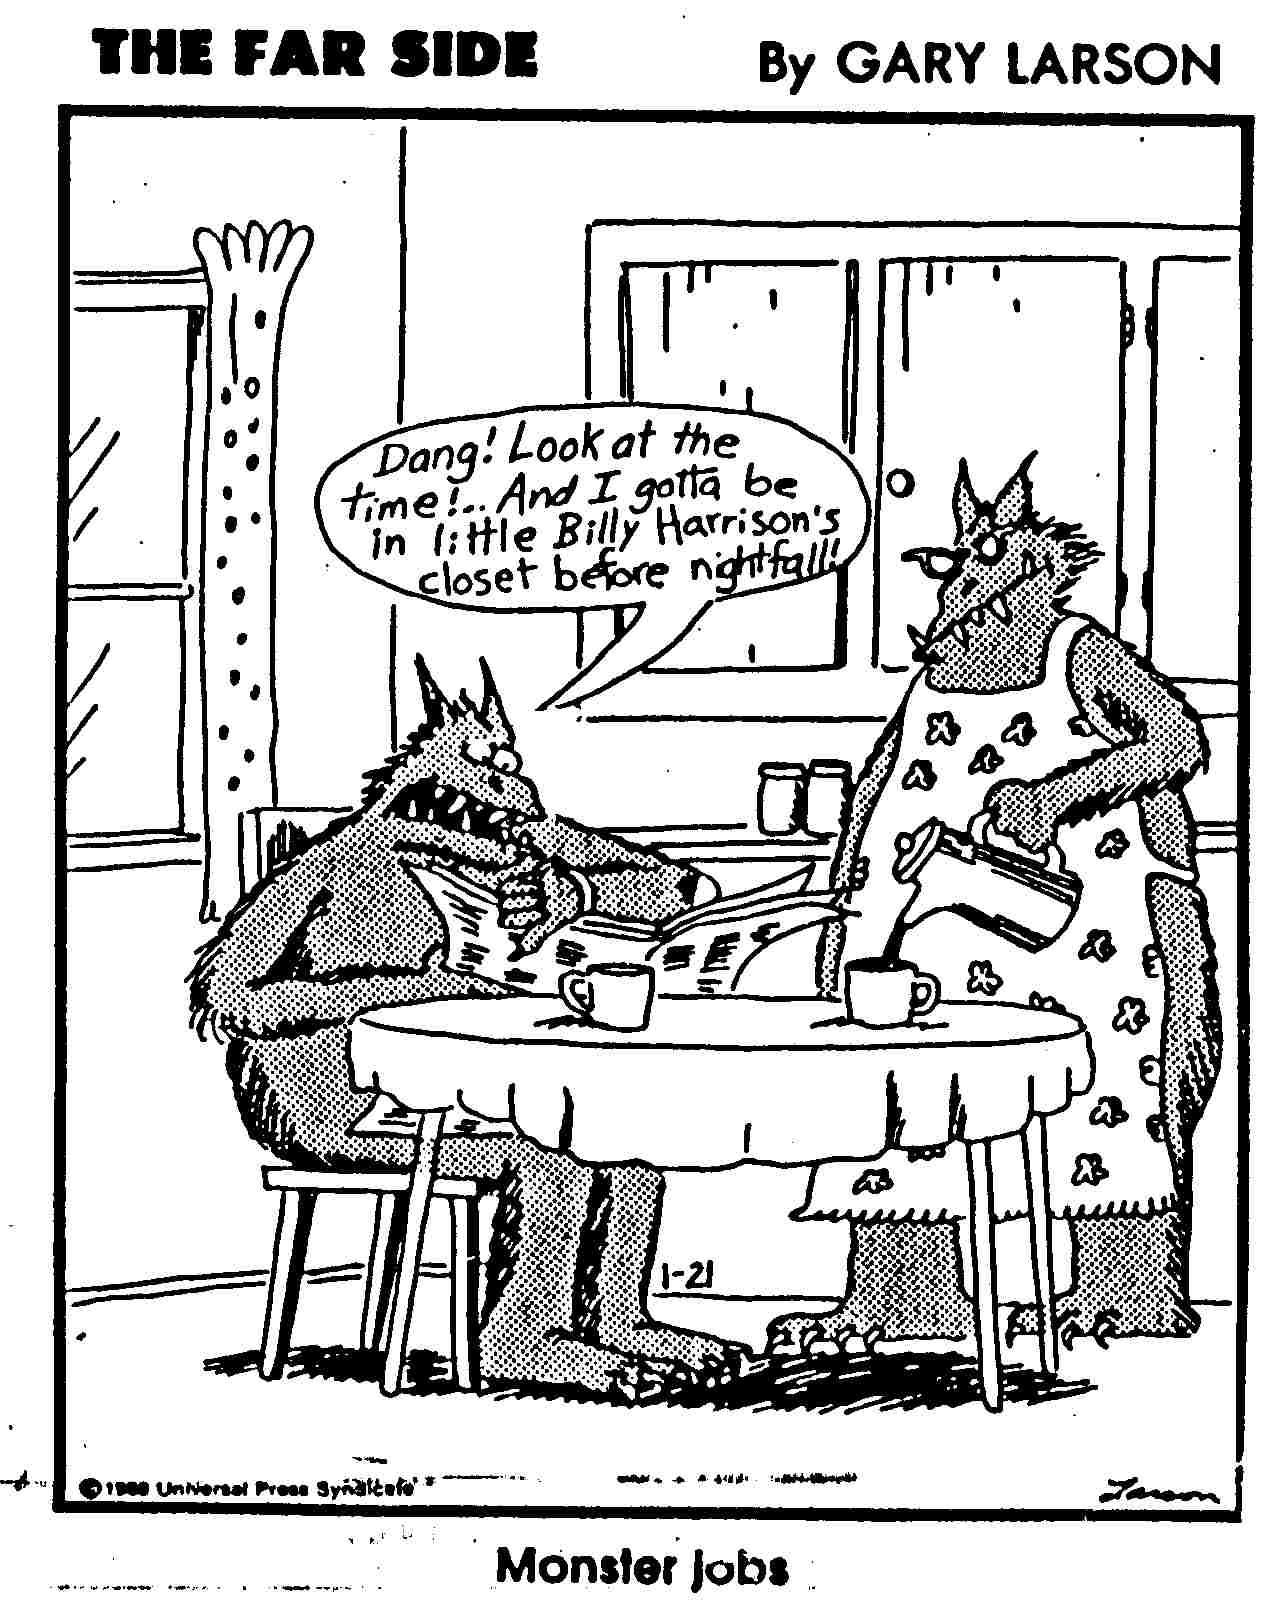 THE FAR SIDE By GARY LARSON
Dang! Look at the
time!... And I gotta be
in little Billy Harrison's
closet before nightfall!
1-21
Universal Press Syndicate
Larson
Monster jobs